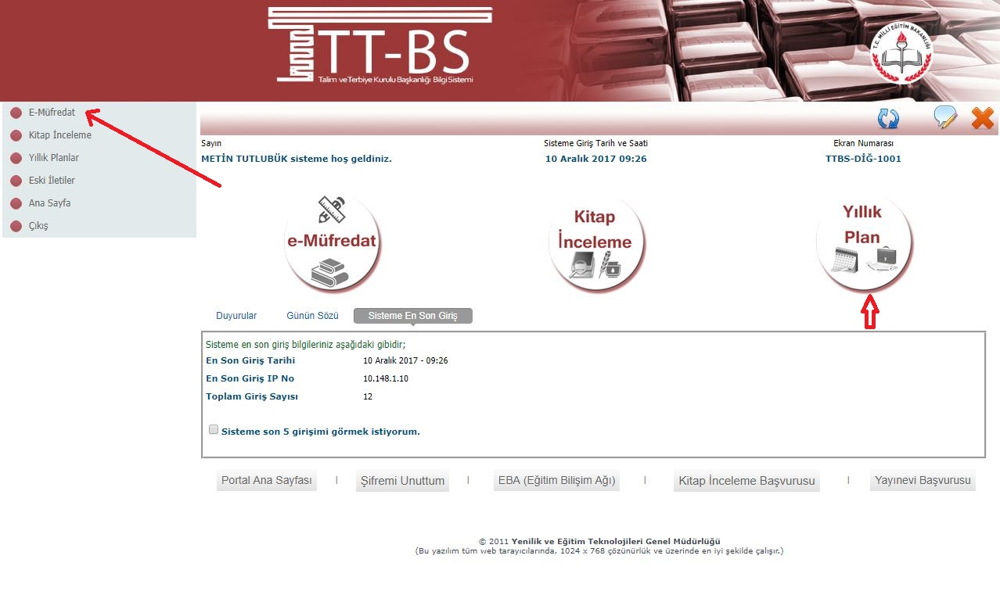 TT-BS
Talim ve Terbiye Kurulu Başkanlığı Bilgi Sistemi
T.C. MİLLİ EĞİTİM BAKANLIĞI
E-Müfredat
Kitap İnceleme
Yıllık Planlar
Eski İletiler
Ana Sayfa
Çıkış
Sayın
METİN TUTLUBÜK sisteme hoş geldiniz.
Sisteme Giriş Tarih ve Saati
10 Aralık 2017 09:26
Ekran Numarası
TTBS-DİĞ-1001
e-Müfredat
Kitap
İnceleme
Yıllık
Plan
Duyurular Günün Sözü Sisteme En Son Giriş
Sisteme en son giriş bilgileriniz aşağıdaki gibidir;
En Son Giriş Tarihi 10 Aralık 2017 - 09:26
En Son Giriş IP No 10.148.1.10
Toplam Giriş Sayısı 12
Sisteme son 5 girişimi görmek istiyorum.
Portal Ana Sayfası | Şifremi Unuttum | EBA (Eğitim Bilişim Ağı) | Kitap İnceleme Başvurusu | Yayınevi Başvurusu
© 2011 Yenilik ve Eğitim Teknolojileri Genel Müdürlüğü
(Bu yazılım tüm web tarayıcılarında, 1024 x 768 çözünürlük ve üzerinde en iyi şekilde çalışır.)